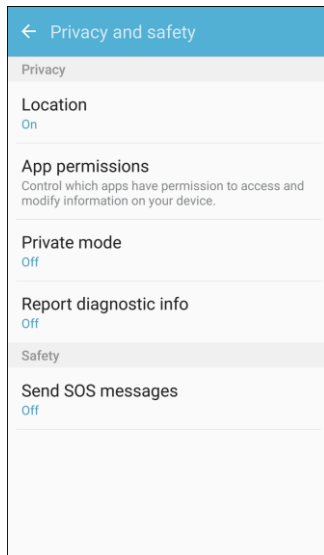 Privacy and safety
Privacy
Location
On
App permissions
Control which apps have permission to access and
modify information on your device.
Private mode
Off
Report diagnostic info
Off
Safety
Send SOS messages
Off